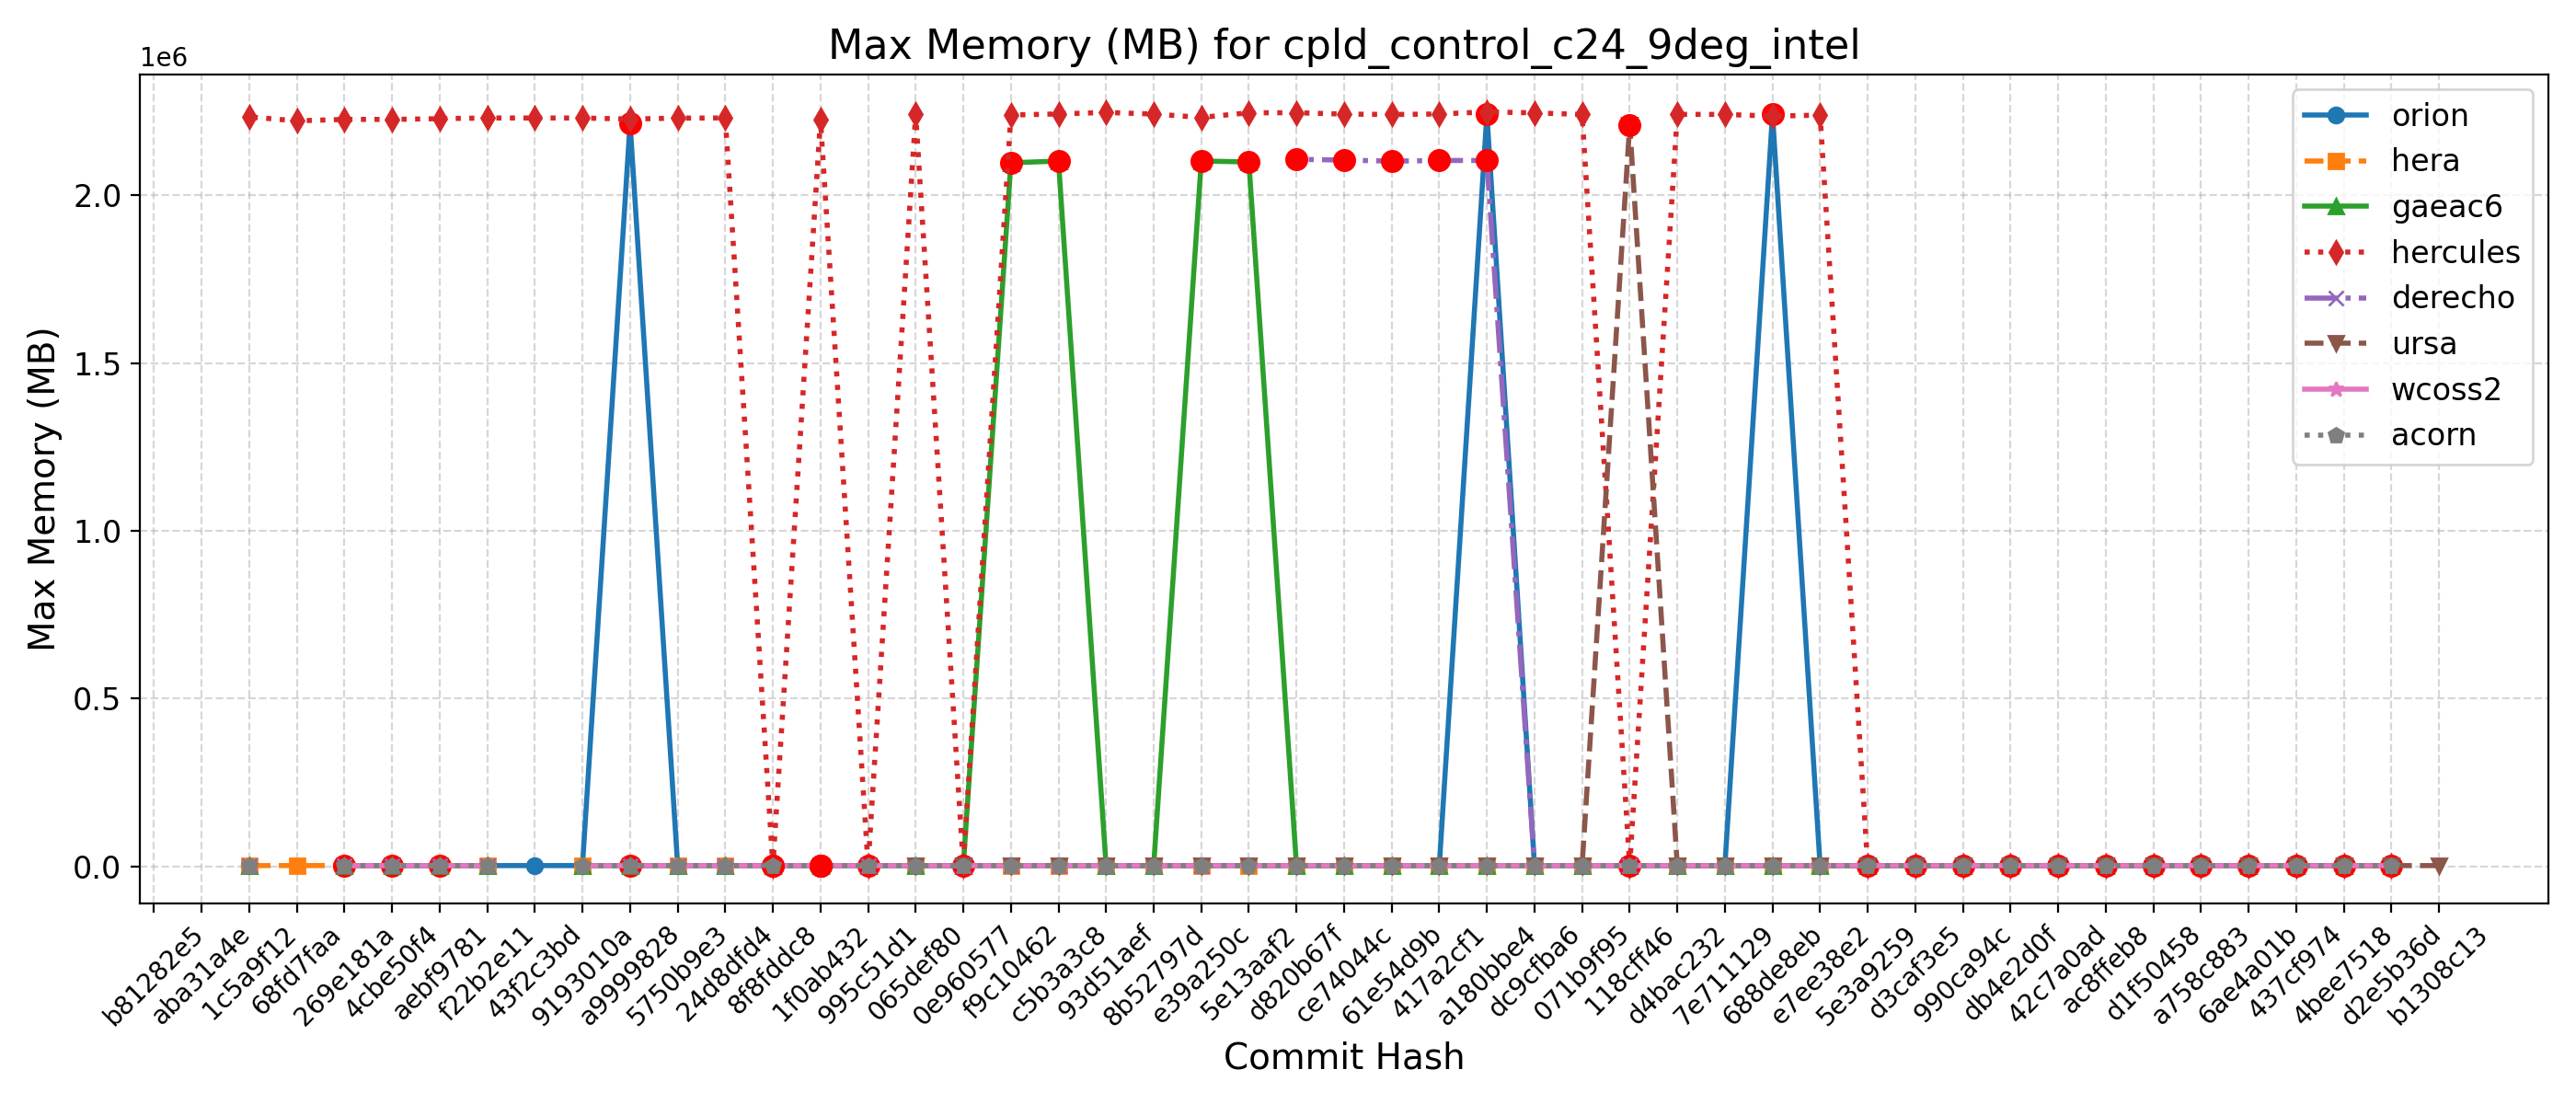 Max Memory (MB) for cpld_control_c24_9deg_intel
1e6
Max Memory (MB)
2.0
1.5
1.0
0.5
0.0
orion
hera
gaeac6
hercules
derecho
ursa
wcoss2
acorn
b81282e5
aba31a4e
1c5a9f12
68fd7faa
269e181a
4cbe50f4
aebf9781
f22b2e11
43f2c3bd
9193010a
a9999828
5750b9e3
24d8dfd4
8f8fddc8
1f0ab432
995c51d1
065def80
0e960577
f9c10462
c5b3a3c8
93d51aef
8b52797d
e39a250c
5e13aaf2
d820b67f
ce74044c
61e54d9b
417a2cf1
a180bbe4
dc9cfba6
071b9f95
118cff46
d4bac232
7e711129
688de8eb
e7ee38e2
5e3a9259
d3caf3e5
990ca94c
db4e2d0f
42c7a0ad
ac8ffeb8
d1f50458
a758c883
6ae4a01b
437cf974
4bee7518
d2e5b36d
b1308c13
Commit Hash